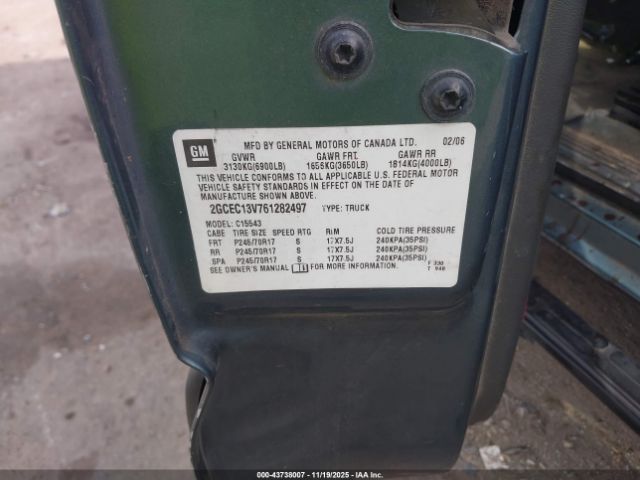 GM
MFD BY GENERAL MOTORS OF CANADA LTD. 02/06
GVWR GAWR FRT. GAWR RR
3130KG(6900LB) 1656KG(3650LB) 1814KG(4000LB)
THIS VEHICLE CONFORMS TO ALL APPLICABLE U.S. FEDERAL MOTOR
VEHICLE SAFETY STANDARDS IN EFFECT ON THE DATE OF
MANUFACTURE SHOWN ABOVE.
2GCEC13V761282497 TYPE: TRUCK
MODEL: C15543
CABE TIRE SIZE SPEED RTG RIM COLD TIRE PRESSURE
FRT P245/70R17 S 17X7.5J 240KPA(35PSI)
RR P245/70R17 S 17X7.5J 240KPA(35PSI)
SPA P245/70R17 S 17X7.5J 240KPA(35PSI)
SEE OWNER'S MANUAL FOR MORE INFORMATION.
F 330
T 940
000-43738007 - 11/19/2025 - IAAI.COM